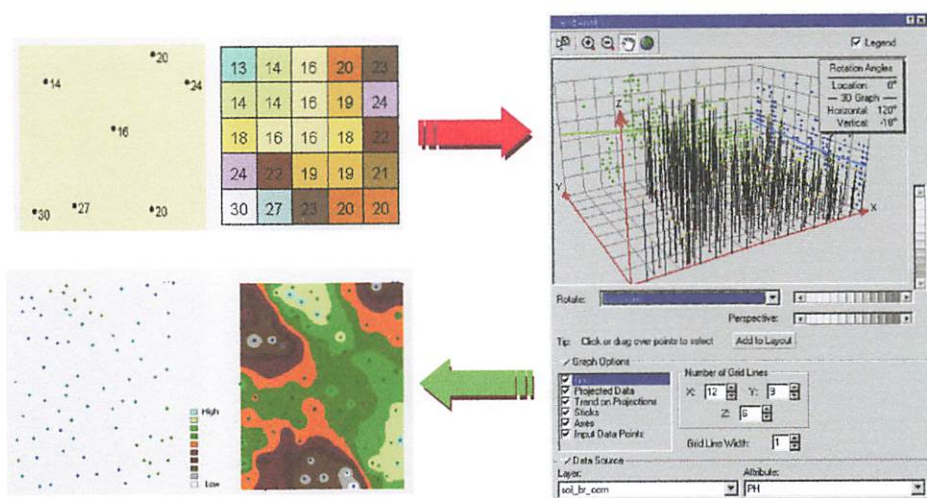 20
14
24
16
30
27
20
13 14 16 20 23
14 14 16 19 24
18 16 16 18 22
24 22 19 19 21
30 27 23 20 20
High
Low
Legend
Rotation Angles
Location: 0°
3D Graph
Horizontal: 120°
Vertical: -18°
Z
Y
X
Rotate:
Perspective:
Tip: Click or drag over points to select
Add to Layout
Graph Options
Projected Data
Trend on Projections
Sticks
Axes
Input Data Points
Number of Grid Lines
X: 12 Y: 9
Z: 6
Grid Line Width: 1
Data Source
Layer: Attribute:
PH